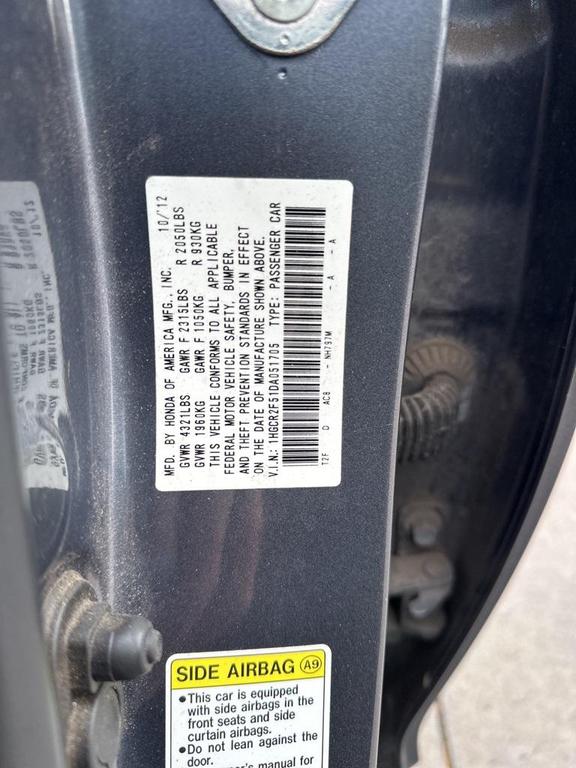 MFD. BY HONDA OF AMERICA MFG., INC. 10/'12
GVWR 4321LBS GAWR F 2315LBS R 2050LBS
GVWR 1960KG GAWR F 1050KG R 930KG
THIS VEHICLE CONFORMS TO ALL APPLICABLE
FEDERAL MOTOR VEHICLE SAFETY, BUMPER,
AND THEFT PREVENTION STANDARDS IN EFFECT
ON THE DATE OF MANUFACTURE SHOWN ABOVE.
V.I.N.: 1HGCR2F51DA051705 TYPE: PASSENGER CAR
T2F D AC8 - NH797M - A - A
SIDE AIRBAG A9
•This car is equipped
with side airbags in the
front seats and side
curtain airbags.
•Do not lean against the
door.
manual for